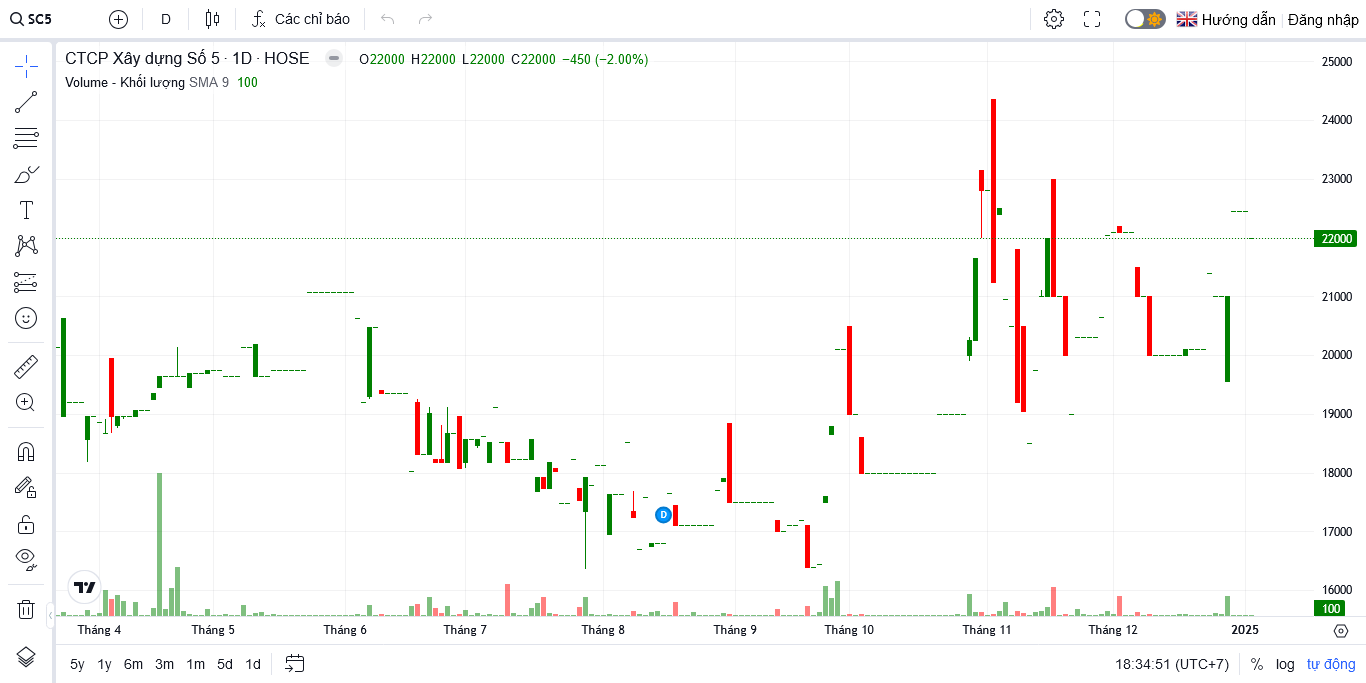 SC5 D Các chỉ báo Hướng dẫn Đăng nhập
CTCP Xây dựng Số 5 · 1D · HOSE O22000 H22000 L22000 C22000 −450 (−2.00%)
Volume - Khối lượng SMA 9 100
25000
24000
23000
22000
21000
20000
19000
18000
17000
16000
100
D
Tháng 4 Tháng 5 Tháng 6 Tháng 7 Tháng 8 Tháng 9 Tháng 10 Tháng 11 Tháng 12 2025
5y 1y 6m 3m 1m 5d 1d 18:34:51 (UTC+7) % log tự động